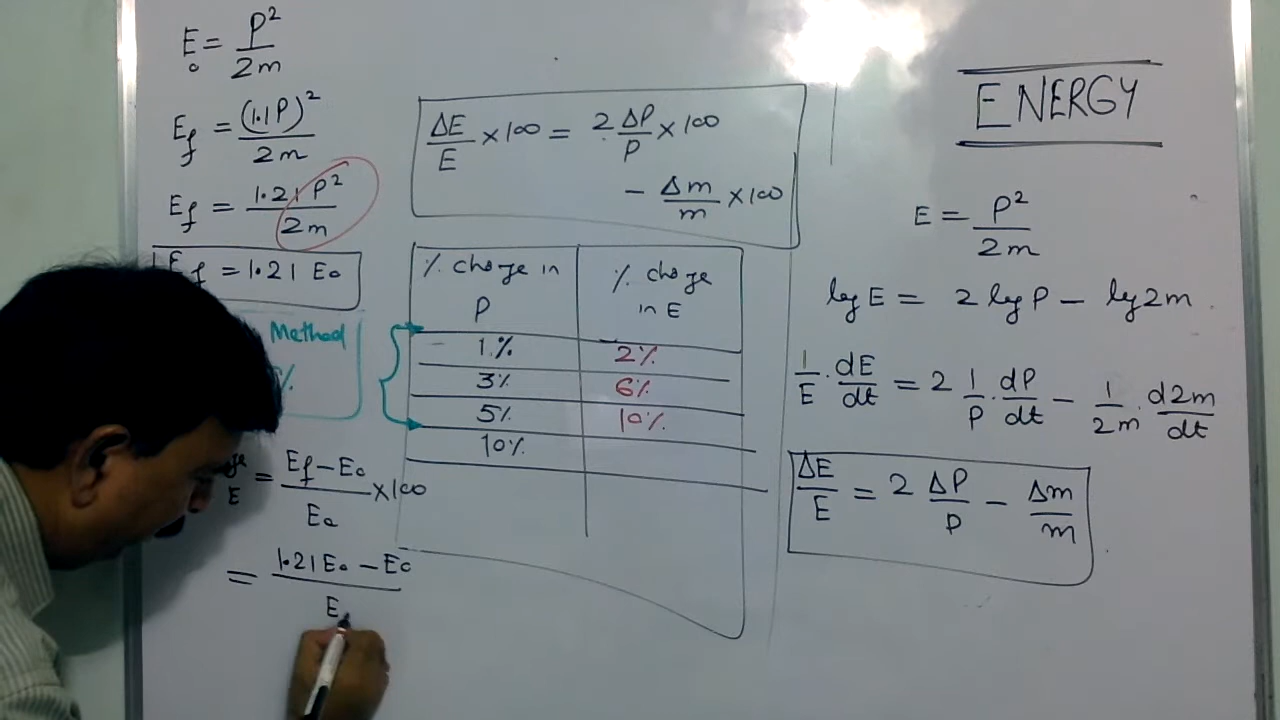 E₀ = P²/2m
E_f = (1.1P)²/2m
E_f = 1.21 P²/2m
E_f = 1.21 E₀
Method
%
E = (E_f − E₀)/E₀ × 100
= (1.21 E₀ − E₀)/E
ΔE/E × 100 = 2 ΔP/P × 100
− Δm/m × 100
% change in P | % change in E
1% | 2%
3% | 6%
5% | 10%
10%
ENERGY
E = P²/2m
log E = 2 log P − log 2m
1/E · dE/dt = 2 1/P · dP/dt − 1/2m · d2m/dt
ΔE/E = 2 ΔP/P − Δm/m